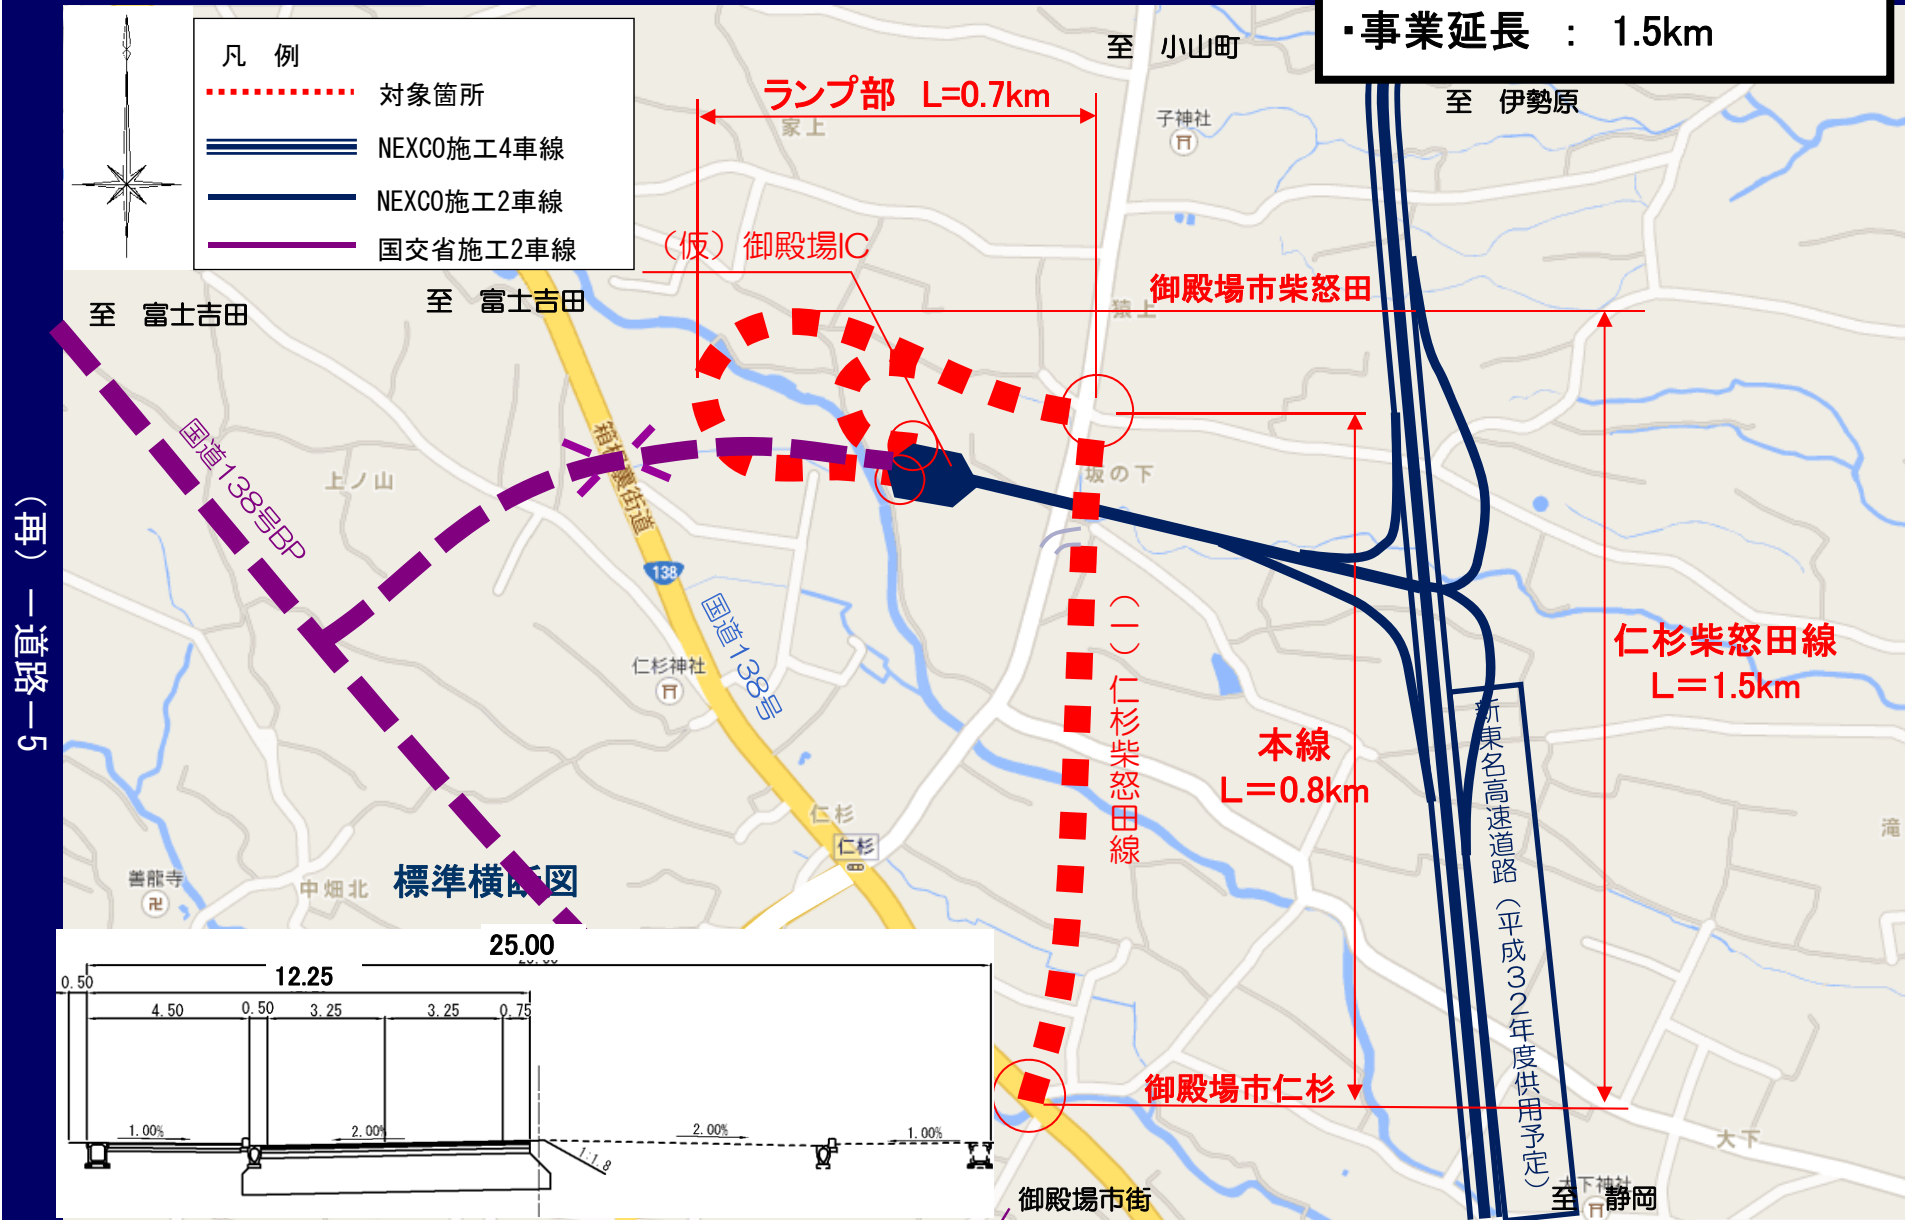 ・事業延長 ： 1.5km
凡 例
対象箇所
NEXCO施工4車線
NEXCO施工2車線
国交省施工2車線
至 小山町
至 伊勢原
ランプ部 L=0.7km
家上
子神社
（仮）御殿場IC
御殿場市柴怒田
猿上
至 富士吉田
至 富士吉田
国道138号BP
上ノ山
箱根裏街道
坂の下
138
国道138号
仁杉神社
（一）仁杉柴怒田線
仁杉柴怒田線
L＝1.5km
本線
L＝0.8km
新東名高速道路（平成32年度供用予定）
（再）－道路－5
仁杉
仁杉
滝
善龍寺
中畑北
標準横断図
25.00
12.25
0.50
4.50
0.50
3.25
3.25
0.75
1.00%
2.00%
2.00%
1.00%
1:1.8
御殿場市仁杉
大下
大下神社
御殿場市街
至 静岡